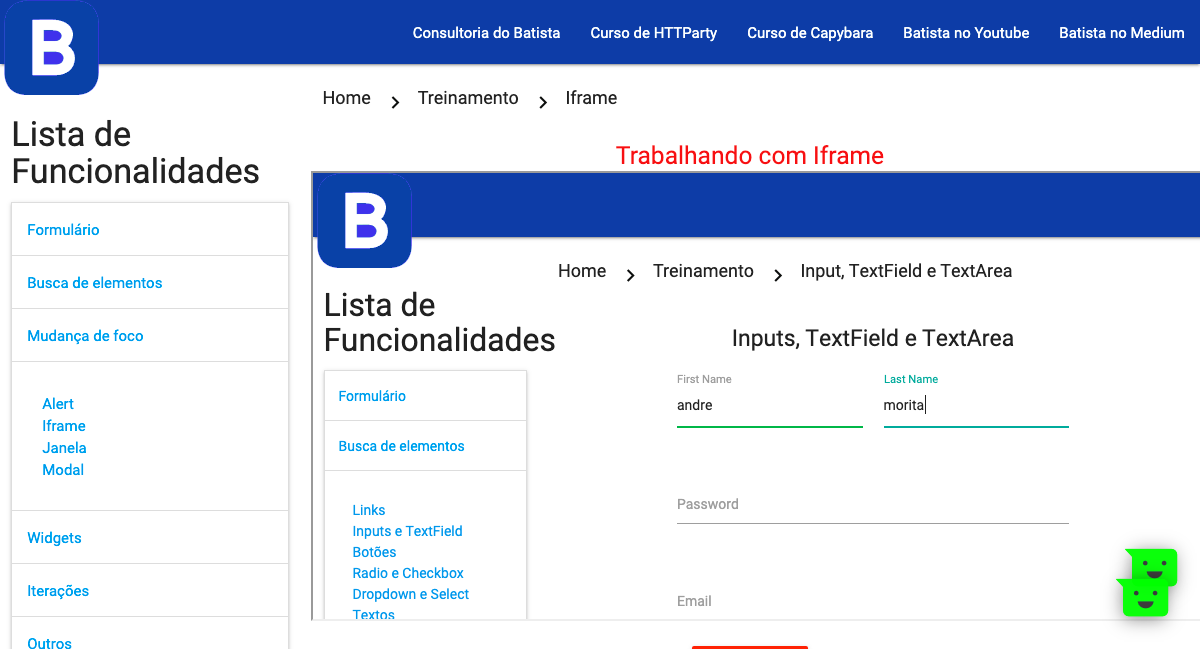 B
Consultoria do Batista
Curso de HTTParty
Curso de Capybara
Batista no Youtube
Batista no Medium
Home
Treinamento
Iframe
Lista de
Funcionalidades
Formulário
Busca de elementos
Mudança de foco
Alert
Iframe
Janela
Modal
Widgets
Iterações
Outros
Trabalhando com Iframe
B
Home
Treinamento
Input, TextField e TextArea
Lista de
Funcionalidades
Formulário
Busca de elementos
Links
Inputs e TextField
Botões
Radio e Checkbox
Dropdown e Select
Textos
Inputs, TextField e TextArea
First Name
andre
Last Name
morita
Password
Email